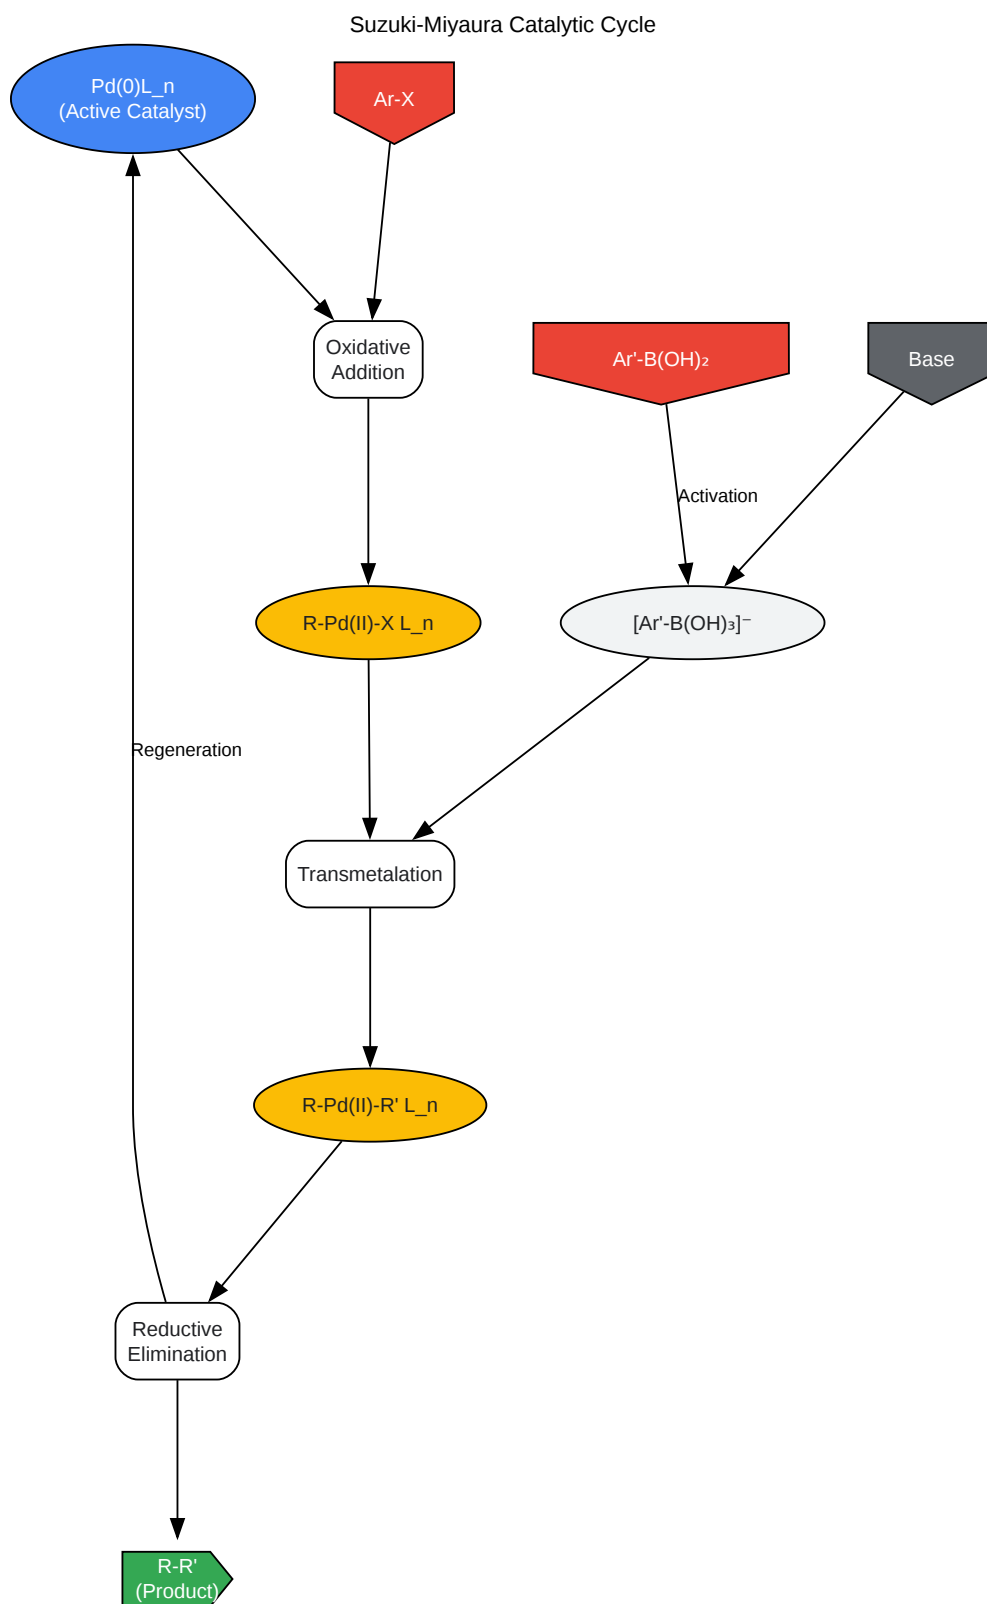 Suzuki-Miyaura Catalytic Cycle
Pd(0)L_n
(Active Catalyst)
Ar-X
Oxidative
Addition
Ar'-B(OH)₂
Base
Activation
R-Pd(II)-X L_n
[Ar'-B(OH)₃]⁻
Regeneration
Transmetalation
R-Pd(II)-R' L_n
Reductive
Elimination
R-R'
(Product)